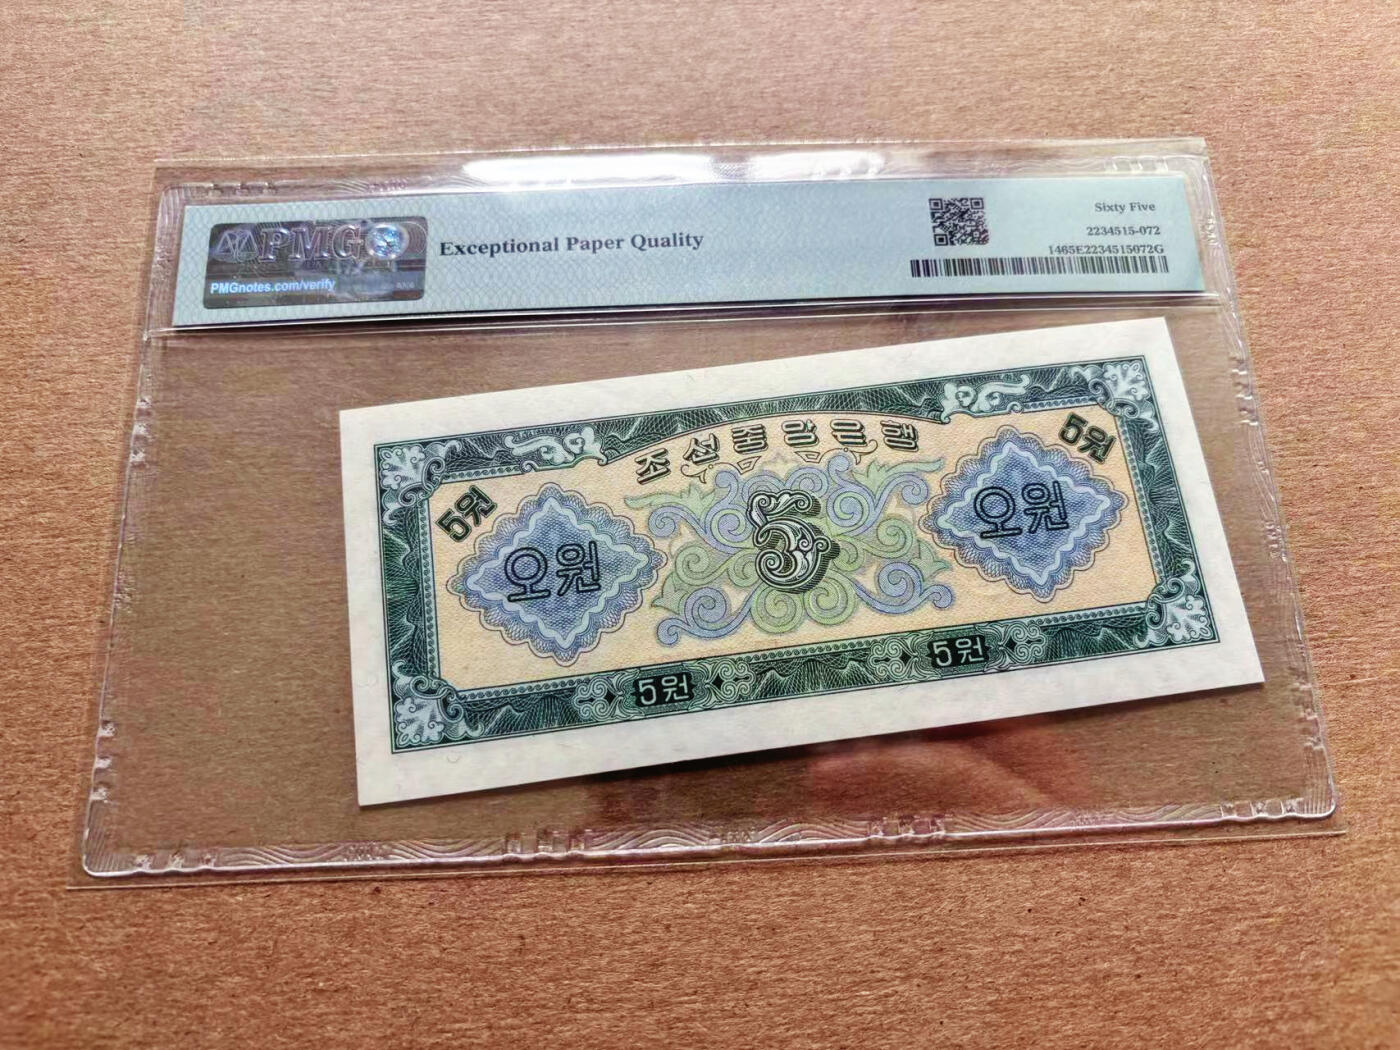 PMG
PMGnotes.com/verify
Exceptional Paper Quality
Sixty Five
2234515-072
1465E2234515072G
조선중앙은행
5원
5원
오원
5
오원
5원
5원